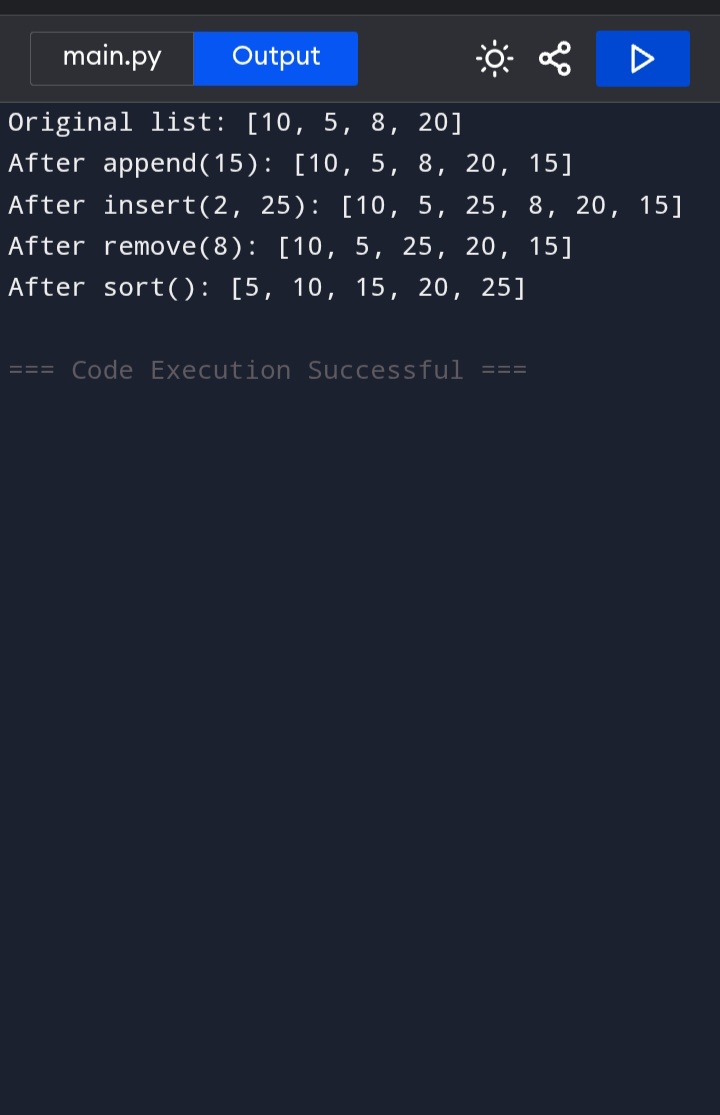 main.py Output
Original list: [10, 5, 8, 20]
After append(15): [10, 5, 8, 20, 15]
After insert(2, 25): [10, 5, 25, 8, 20, 15]
After remove(8): [10, 5, 25, 20, 15]
After sort(): [5, 10, 15, 20, 25]
=== Code Execution Successful ===